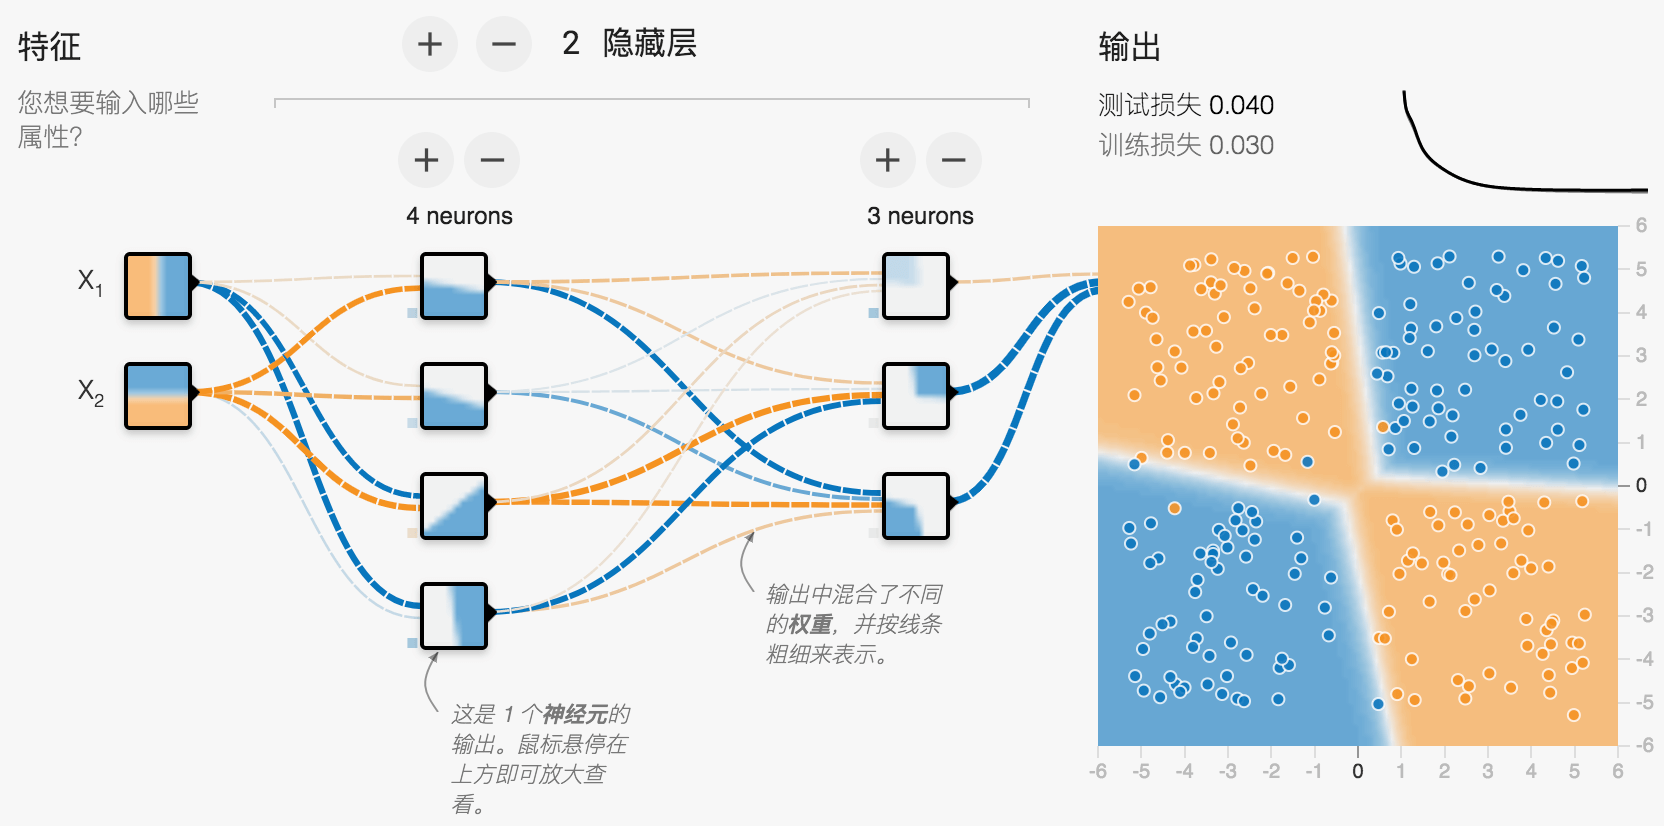 特征
您想要输入哪些
属性?
+ − 2 隐藏层
+ −
4 neurons
+ −
3 neurons
X1
X2
输出中混合了不同
的权重，并按线条
粗细来表示。
这是 1 个神经元的
输出。鼠标悬停在
上方即可放大查
看。
输出
测试损失 0.040
训练损失 0.030
6
5
4
3
2
1
0
-1
-2
-3
-4
-5
-6
-6 -5 -4 -3 -2 -1 0 1 2 3 4 5 6